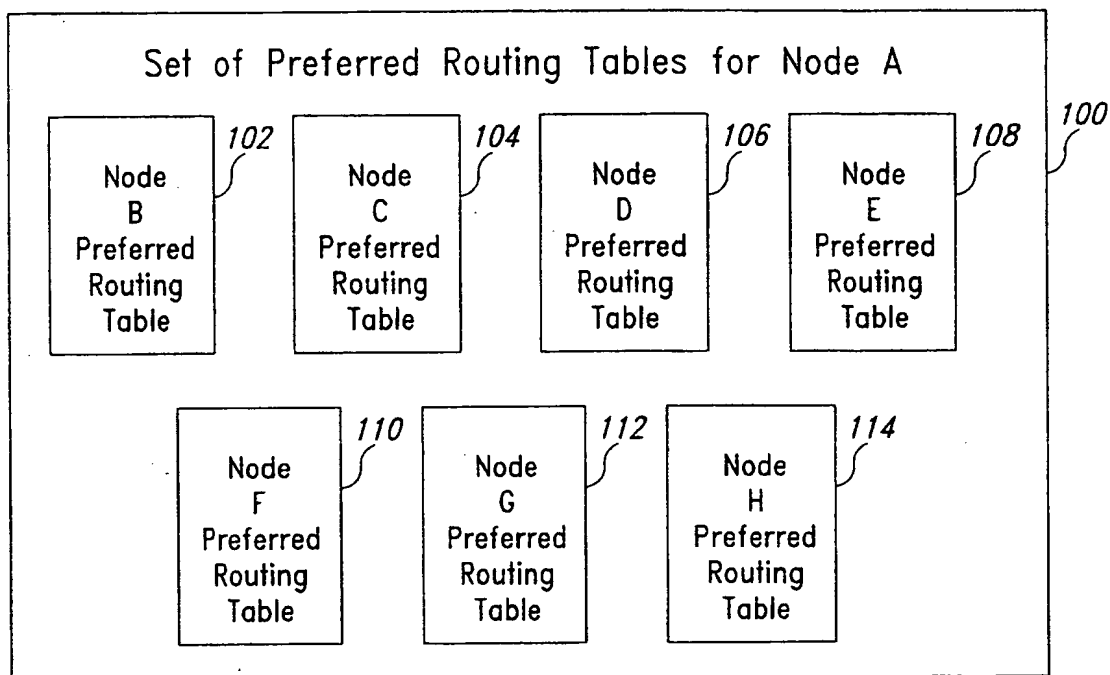 Set of Preferred Routing Tables for Node A
100
102
Node
B
Preferred
Routing
Table
104
Node
C
Preferred
Routing
Table
106
Node
D
Preferred
Routing
Table
108
Node
E
Preferred
Routing
Table
110
Node
F
Preferred
Routing
Table
112
Node
G
Preferred
Routing
Table
114
Node
H
Preferred
Routing
Table